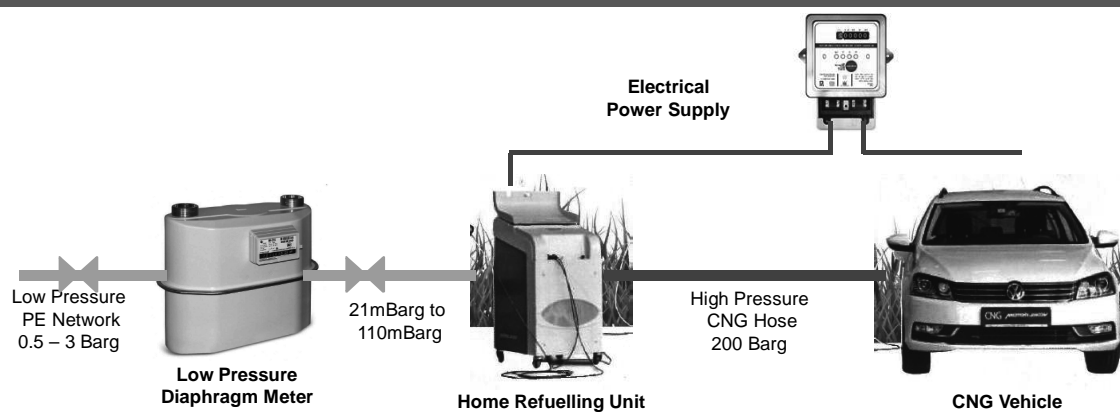 Electrical
Power Supply
Low Pressure
PE Network
0.5 – 3 Barg
21mBarg to
110mBarg
High Pressure
CNG Hose
200 Barg
CNG
Low Pressure
Diaphragm Meter
Home Refuelling Unit
CNG Vehicle